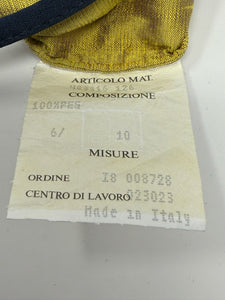 ARTICOLO MAT.
COMPOSIZIONE
100%PES
6/ 10
MISURE
ORDINE I8 008728
CENTRO DI LAVORO 023023
Made in Italy